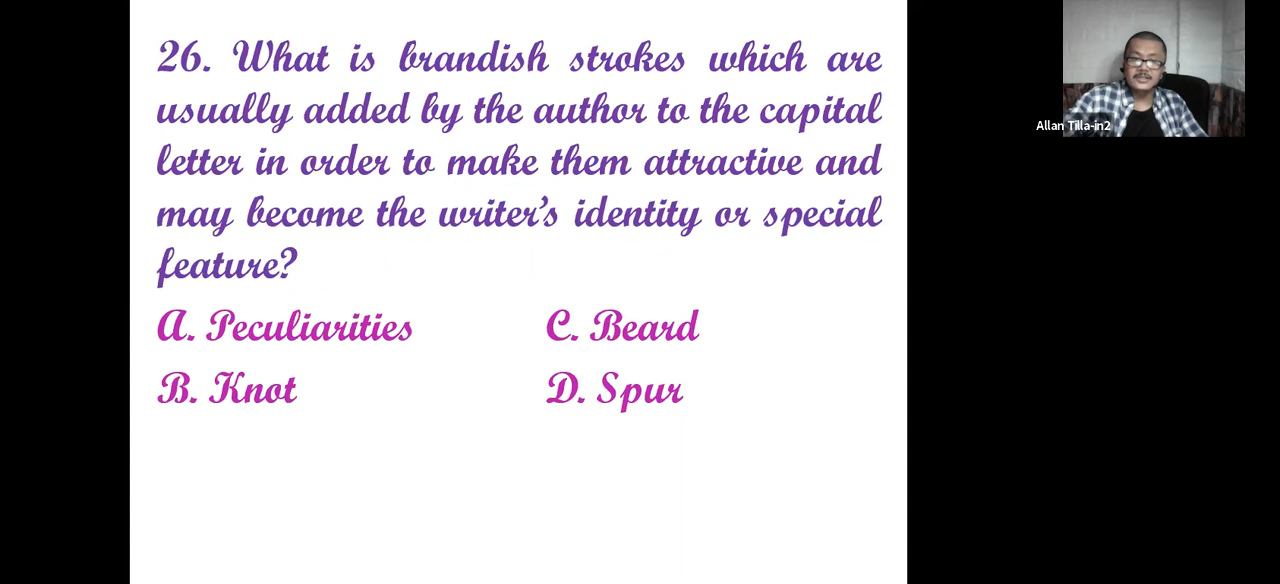 26. What is brandish strokes which are
usually added by the author to the capital
letter in order to make them attractive and
may become the writer's identity or special
feature?
A. Peculiarities
C. Beard
B. Knot
D. Spur
Allan Tilla-in2